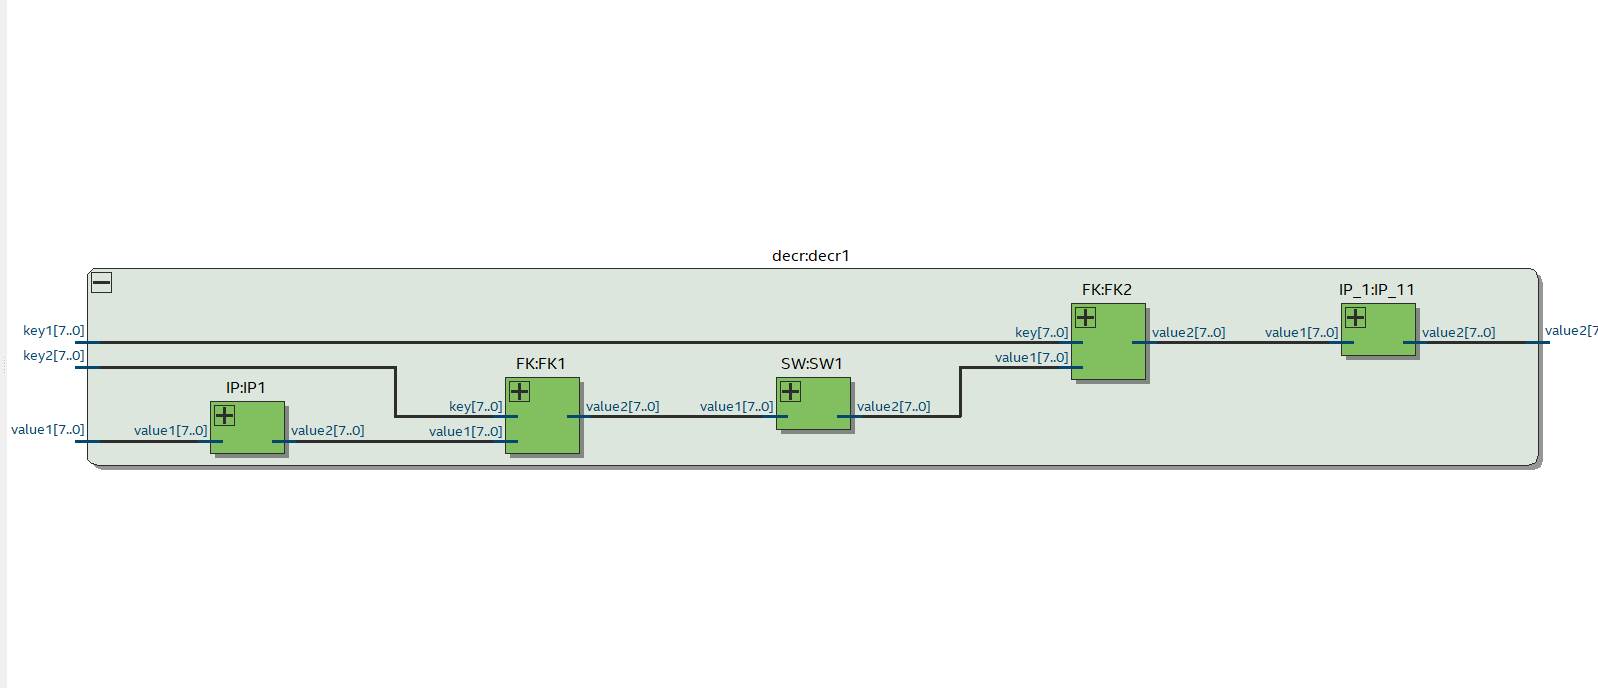 decr:decr1
FK:FK2
IP_1:IP_11
key1[7..0]
key[7..0]
value2[7..0]
value1[7..0]
value2[7..0]
value2[7
key2[7..0]
value1[7..0]
FK:FK1
SW:SW1
IP:IP1
key[7..0]
value2[7..0]
value1[7..0]
value2[7..0]
value1[7..0]
value1[7..0]
value2[7..0]
value1[7..0]